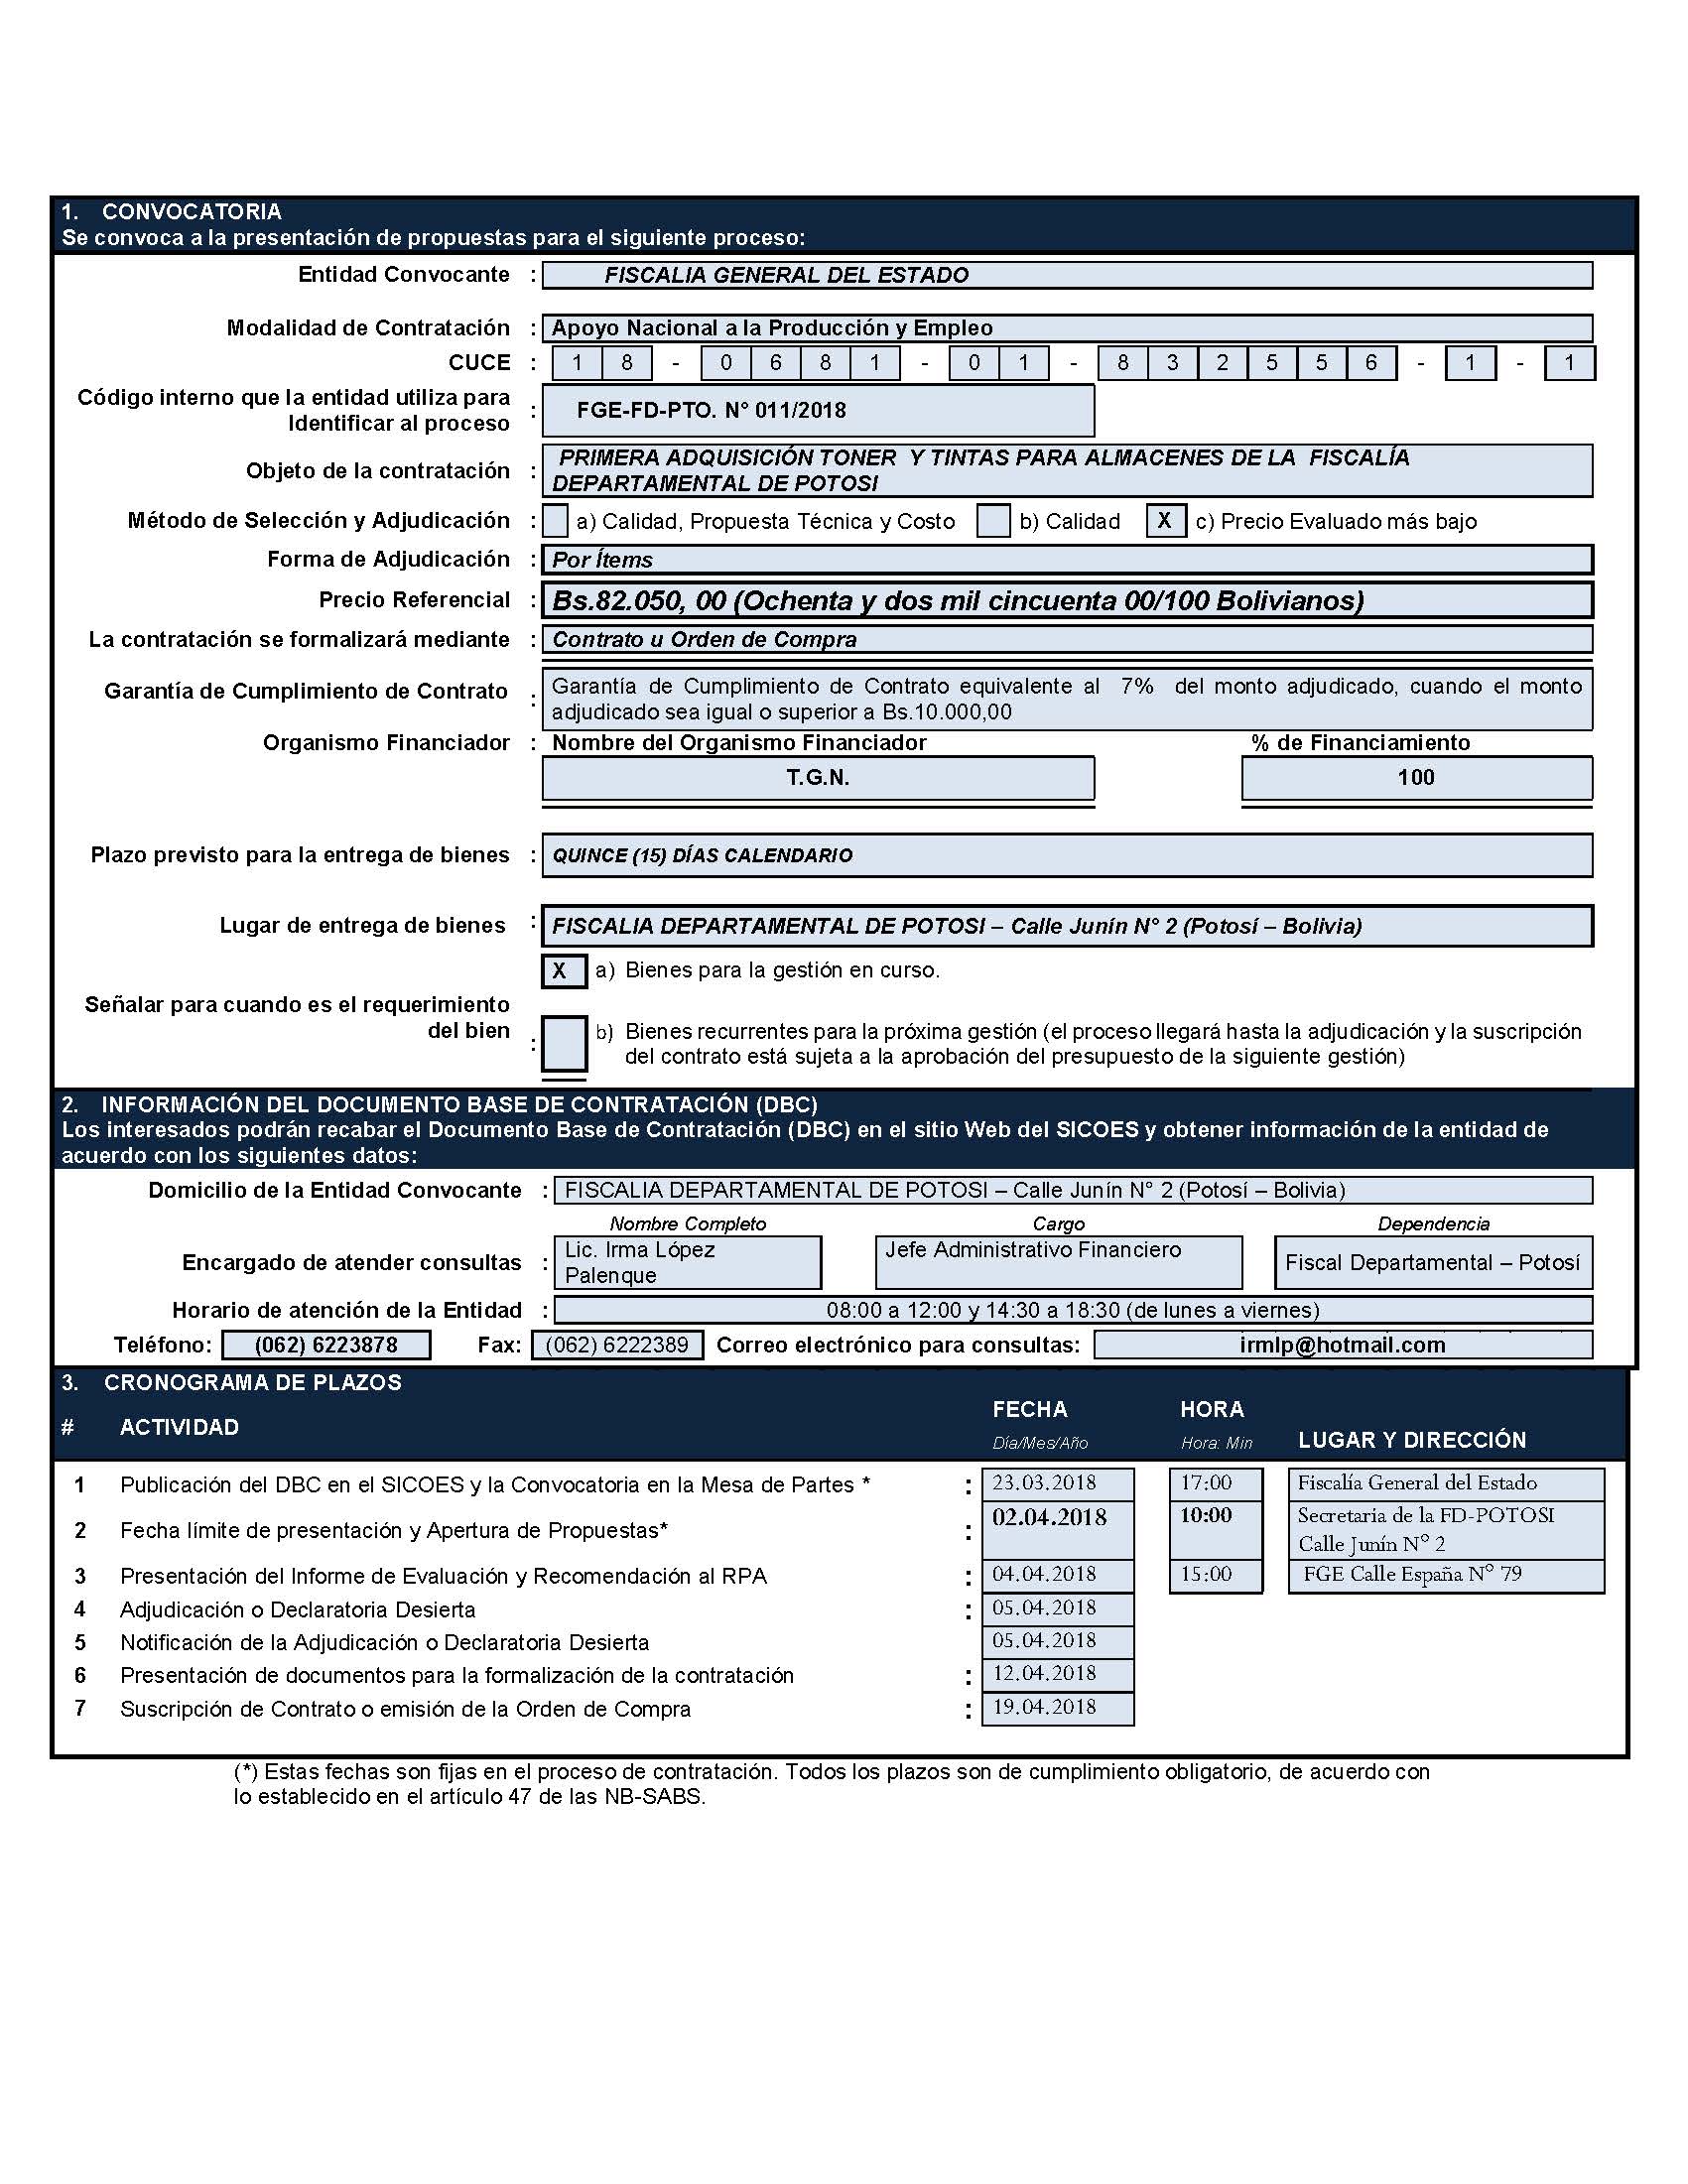 1. CONVOCATORIA
Se convoca a la presentación de propuestas para el siguiente proceso:
Entidad Convocante : FISCALIA GENERAL DEL ESTADO
Modalidad de Contratación : Apoyo Nacional a la Producción y Empleo
CUCE : 1 8 - 0 6 8 1 - 0 1 - 8 3 2 5 5 6 - 1 - 1
Código interno que la entidad utiliza para
Identificar al proceso : FGE-FD-PTO. N° 011/2018
Objeto de la contratación : PRIMERA ADQUISICIÓN TONER Y TINTAS PARA ALMACENES DE LA FISCALÍA
DEPARTAMENTAL DE POTOSI
Método de Selección y Adjudicación : a) Calidad, Propuesta Técnica y Costo b) Calidad X c) Precio Evaluado más bajo
Forma de Adjudicación : Por Ítems
Precio Referencial : Bs.82.050, 00 (Ochenta y dos mil cincuenta 00/100 Bolivianos)
La contratación se formalizará mediante : Contrato u Orden de Compra
Garantía de Cumplimiento de Contrato : Garantía de Cumplimiento de Contrato equivalente al 7% del monto adjudicado, cuando el monto
adjudicado sea igual o superior a Bs.10.000,00
Organismo Financiador : Nombre del Organismo Financiador % de Financiamiento
T.G.N. 100
Plazo previsto para la entrega de bienes : QUINCE (15) DÍAS CALENDARIO
Lugar de entrega de bienes : FISCALIA DEPARTAMENTAL DE POTOSI – Calle Junín N° 2 (Potosí – Bolivia)
X a) Bienes para la gestión en curso.
Señalar para cuando es el requerimiento
del bien : b) Bienes recurrentes para la próxima gestión (el proceso llegará hasta la adjudicación y la suscripción
del contrato está sujeta a la aprobación del presupuesto de la siguiente gestión)
2. INFORMACIÓN DEL DOCUMENTO BASE DE CONTRATACIÓN (DBC)
Los interesados podrán recabar el Documento Base de Contratación (DBC) en el sitio Web del SICOES y obtener información de la entidad de
acuerdo con los siguientes datos:
Domicilio de la Entidad Convocante : FISCALIA DEPARTAMENTAL DE POTOSI – Calle Junín N° 2 (Potosí – Bolivia)
Nombre Completo Cargo Dependencia
Encargado de atender consultas : Lic. Irma López
Palenque Jefe Administrativo Financiero Fiscal Departamental – Potosí
Horario de atención de la Entidad : 08:00 a 12:00 y 14:30 a 18:30 (de lunes a viernes)
Teléfono: (062) 6223878 Fax: (062) 6222389 Correo electrónico para consultas: irmlp@hotmail.com
3. CRONOGRAMA DE PLAZOS
# ACTIVIDAD FECHA HORA
Día/Mes/Año Hora: Min LUGAR Y DIRECCIÓN
1 Publicación del DBC en el SICOES y la Convocatoria en la Mesa de Partes * : 23.03.2018 17:00 Fiscalía General del Estado
2 Fecha límite de presentación y Apertura de Propuestas* : 02.04.2018 10:00 Secretaria de la FD-POTOSI
Calle Junín N° 2
3 Presentación del Informe de Evaluación y Recomendación al RPA : 04.04.2018 15:00 FGE Calle España N° 79
4 Adjudicación o Declaratoria Desierta : 05.04.2018
5 Notificación de la Adjudicación o Declaratoria Desierta 05.04.2018
6 Presentación de documentos para la formalización de la contratación : 12.04.2018
7 Suscripción de Contrato o emisión de la Orden de Compra : 19.04.2018
(*) Estas fechas son fijas en el proceso de contratación. Todos los plazos son de cumplimiento obligatorio, de acuerdo con
lo establecido en el artículo 47 de las NB-SABS.